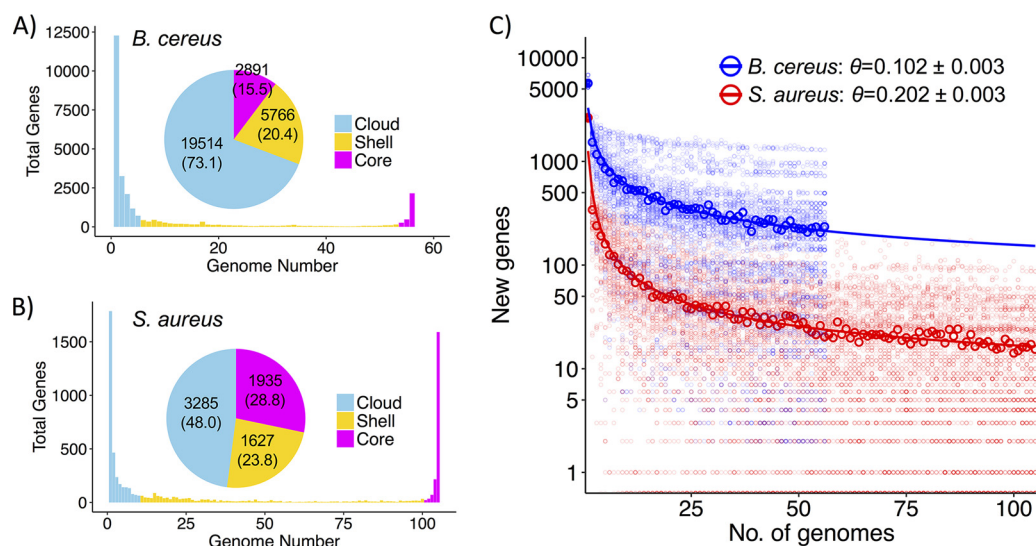 A)
B. cereus
12500
10000
7500
5000
2500
0
Total Genes
2891
(15.5)
5766
(20.4)
19514
(73.1)
Cloud
Shell
Core
0 20 40 60
Genome Number
B)
S. aureus
1500
1000
500
0
Total Genes
1935
(28.8)
3285
(48.0)
1627
(23.8)
Cloud
Shell
Core
0 25 50 75 100
Genome Number
C)
10000
5000
1000
500
100
50
10
5
1
New genes
B. cereus: θ=0.102 ± 0.003
S. aureus: θ=0.202 ± 0.003
25 50 75 100
No. of genomes